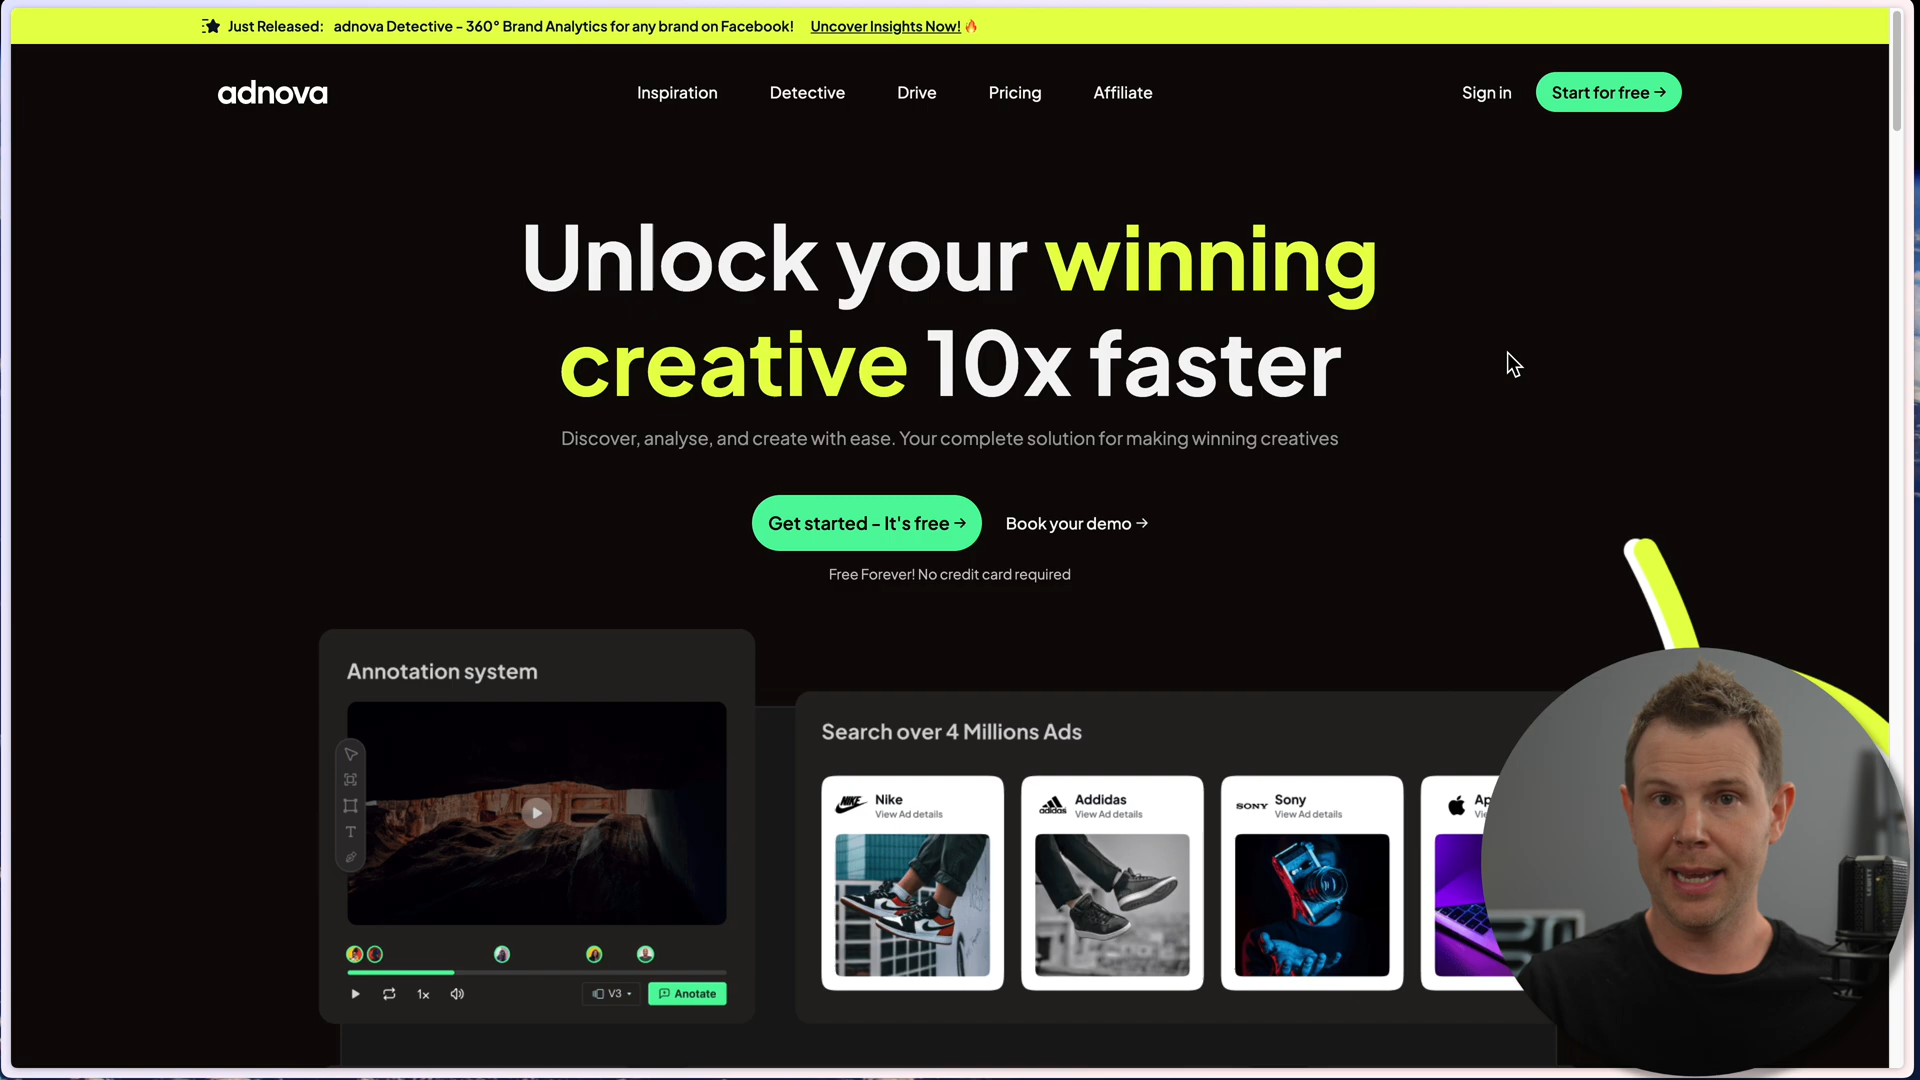 Just Released: adnova Detective - 360° Brand Analytics for any brand on Facebook! Uncover Insights Now! 🔥
adnova Inspiration Detective Drive Pricing Affiliate Sign in Start for free →
Unlock your winning
creative 10x faster
Discover, analyse, and create with ease. Your complete solution for making winning creatives
Get started - It's free → Book your demo →
Free Forever! No credit card required
Annotation system
T
1x V3 Anotate
Search over 4 Millions Ads
NIKE Nike
View Ad details
adidas Addidas
View Ad details
SONY Sony
View Ad details
LEWITT